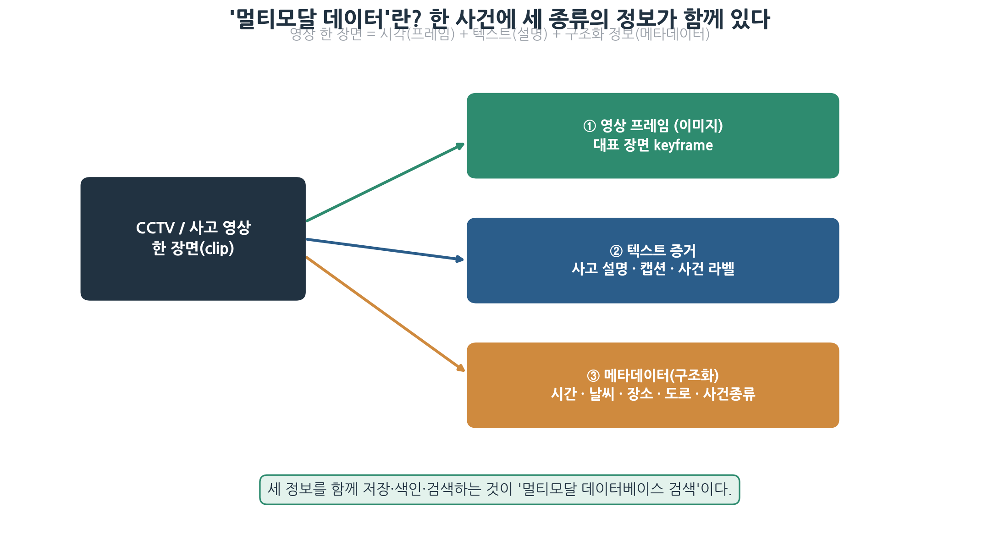 '멀티모달 데이터'란? 한 사건에 세 종류의 정보가 함께 있다
영상 한 장면 = 시각(프레임) + 텍스트(설명) + 구조화 정보(메타데이터)
① 영상 프레임 (이미지)
대표 장면 keyframe
CCTV / 사고 영상
한 장면(clip)
② 텍스트 증거
사고 설명 · 캡션 · 사건 라벨
③ 메타데이터(구조화)
시간 · 날씨 · 장소 · 도로 · 사건종류
세 정보를 함께 저장·색인·검색하는 것이 '멀티모달 데이터베이스 검색'이다.